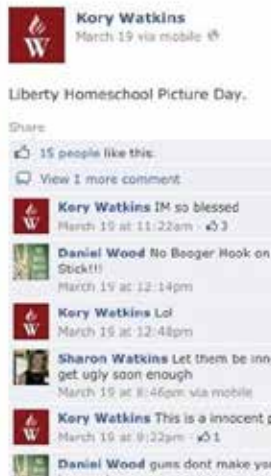 Kory Watkins
March 19 via mobile
Liberty Homeschool Picture Day.
Share
15 people like this.
View 1 more comment
Kory Watkins IM so blessed
March 19 at 11:22am · 3
Daniel Wood No Booger Hook on
Stick!!!
March 19 at 12:14pm
Kory Watkins Lol
March 19 at 12:48pm
Sharon Watkins Let them be inn
get ugly soon enough
March 19 at 8:46pm via mobile
Kory Watkins This is a innocent p
March 19 at 9:22pm · 1
Daniel Wood guns dont make yo